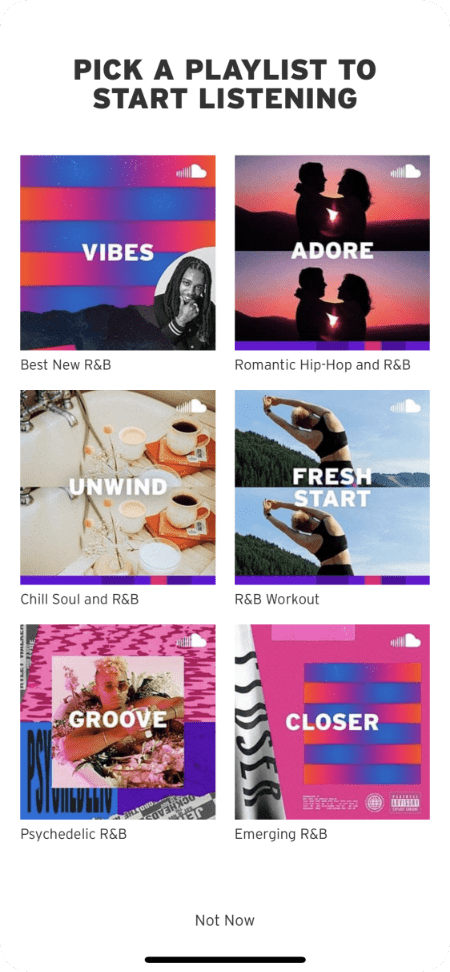 PICK A PLAYLIST TO
START LISTENING
VIBES
Best New R&B
ADORE
Romantic Hip-Hop and R&B
UNWIND
Chill Soul and R&B
FRESH
START
R&B Workout
GROOVE
PSYCHEDELIC
Psychedelic R&B
CLOSER
ADVISORY
Emerging R&B
Not Now